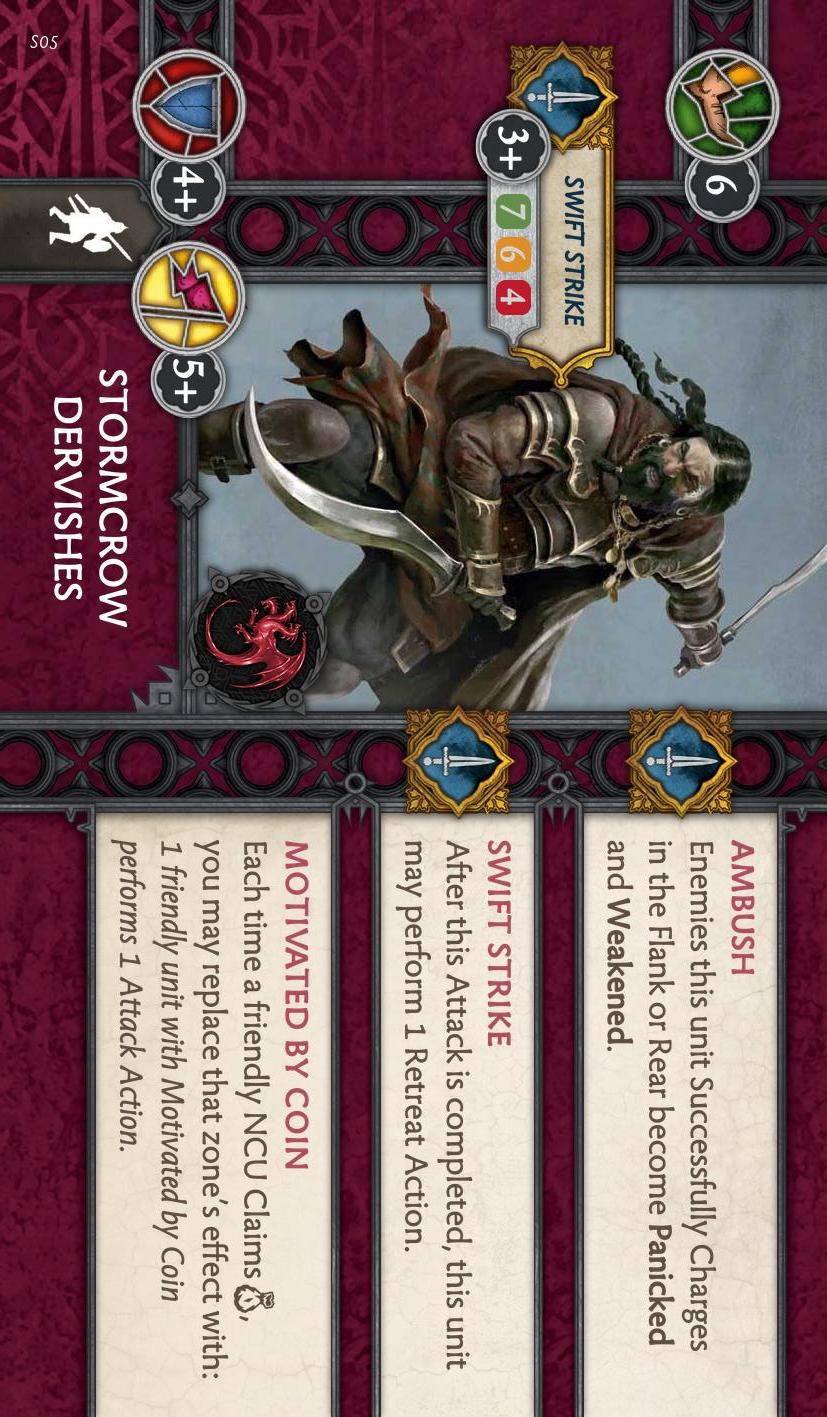 6
SWIFT STRIKE
3+
7 6 4
4+
5+
STORMCROW
DERVISHES
S05
AMBUSH
Enemies this unit Successfully Charges
in the Flank or Rear become Panicked
and Weakened.
SWIFT STRIKE
After this Attack is completed, this unit
may perform 1 Retreat Action.
MOTIVATED BY COIN
Each time a friendly NCU Claims ,
you may replace that zone's effect with:
1 friendly unit with Motivated by Coin
performs 1 Attack Action.